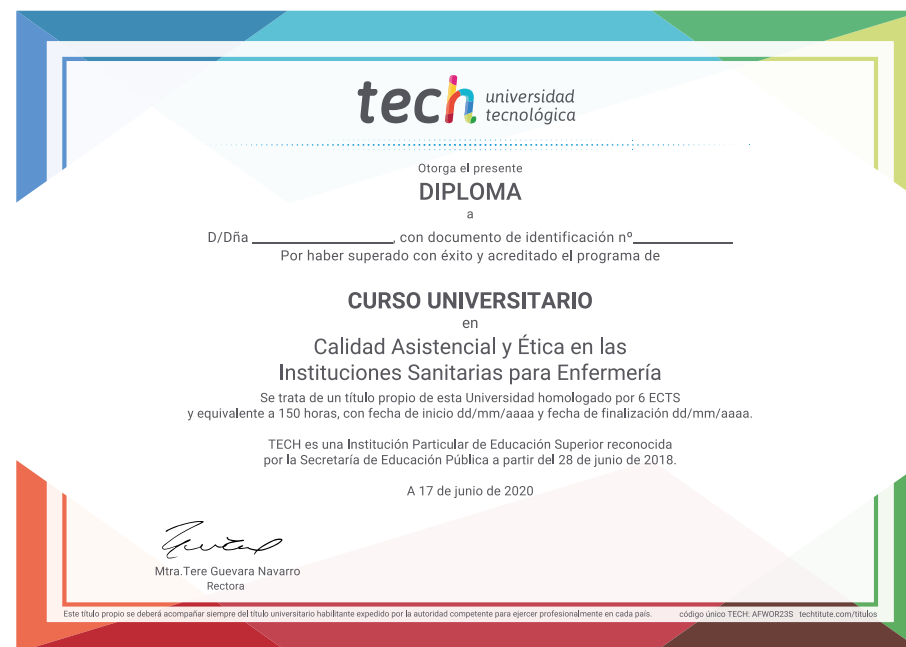 tech universidad
tecnológica
Otorga el presente
DIPLOMA
a
D/Dña ____________________, con documento de identificación nº______________
Por haber superado con éxito y acreditado el programa de
CURSO UNIVERSITARIO
en
Calidad Asistencial y Ética en las
Instituciones Sanitarias para Enfermería
Se trata de un título propio de esta Universidad homologado por 6 ECTS
y equivalente a 150 horas, con fecha de inicio dd/mm/aaaa y fecha de finalización dd/mm/aaaa.
TECH es una Institución Particular de Educación Superior reconocida
por la Secretaría de Educación Pública a partir del 28 de junio de 2018.
A 17 de junio de 2020
Mtra.Tere Guevara Navarro
Rectora
Este título propio se deberá acompañar siempre del título universitario habilitante expedido por la autoridad competente para ejercer profesionalmente en cada país. código único TECH: AFWOR23S techtitute.com/titulos